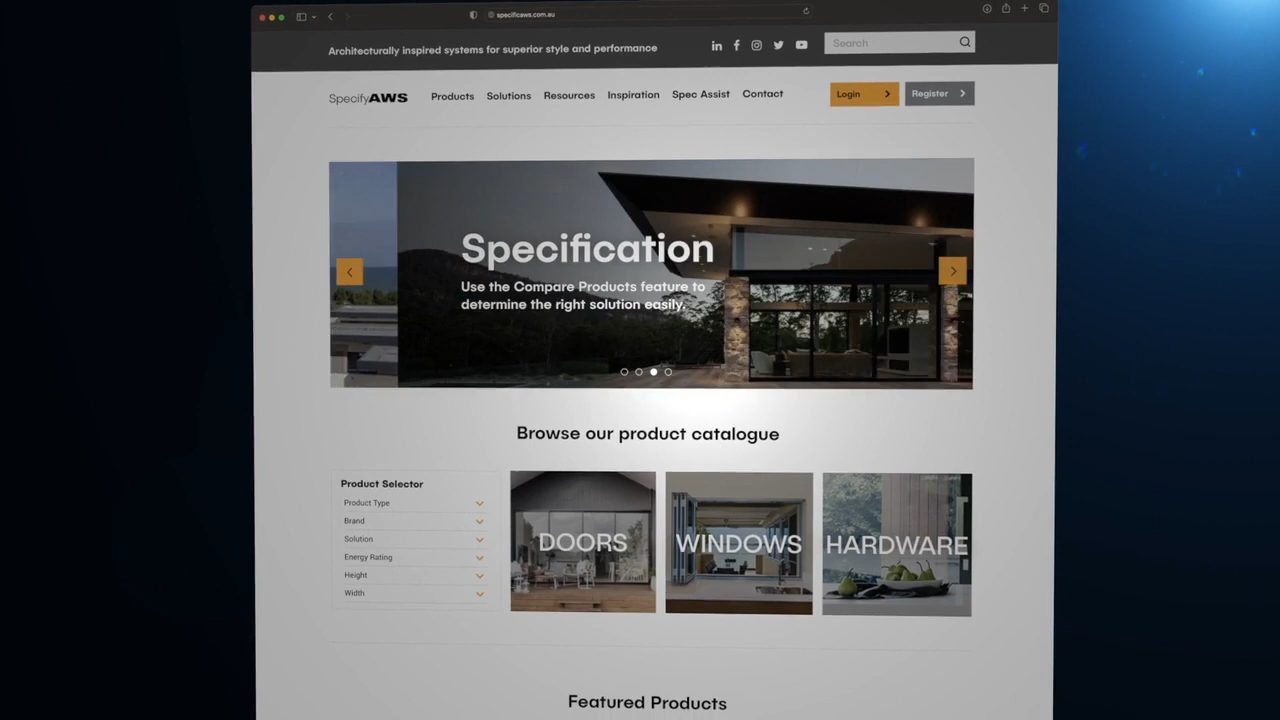 specificaws.com.au
Architecturally inspired systems for superior style and performance
Search
SpecifyAWS
Products Solutions Resources Inspiration Spec Assist Contact
Login
Register
Specification
Use the Compare Products feature to
determine the right solution easily.
Browse our product catalogue
Product Selector
Product Type
Brand
Solution
Energy Rating
Height
Width
DOORS
WINDOWS
HARDWARE
Featured Products